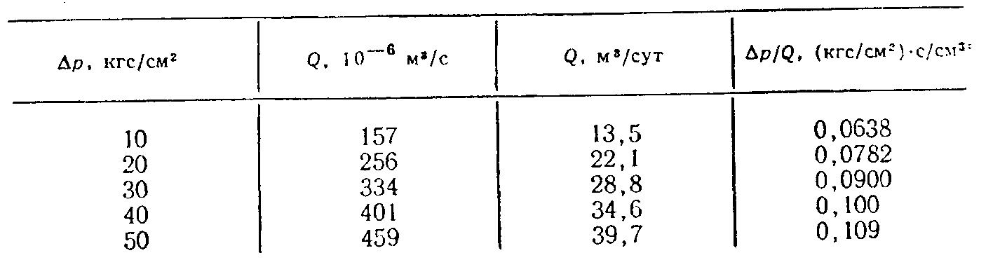 Δp, кгс/см² Q, 10⁻⁶ м³/с Q, м³/сут Δp/Q, (кгс/см²)·с/см³
10 157 13,5 0,0638
20 256 22,1 0,0782
30 334 28,8 0,0900
40 401 34,6 0,100
50 459 39,7 0,109